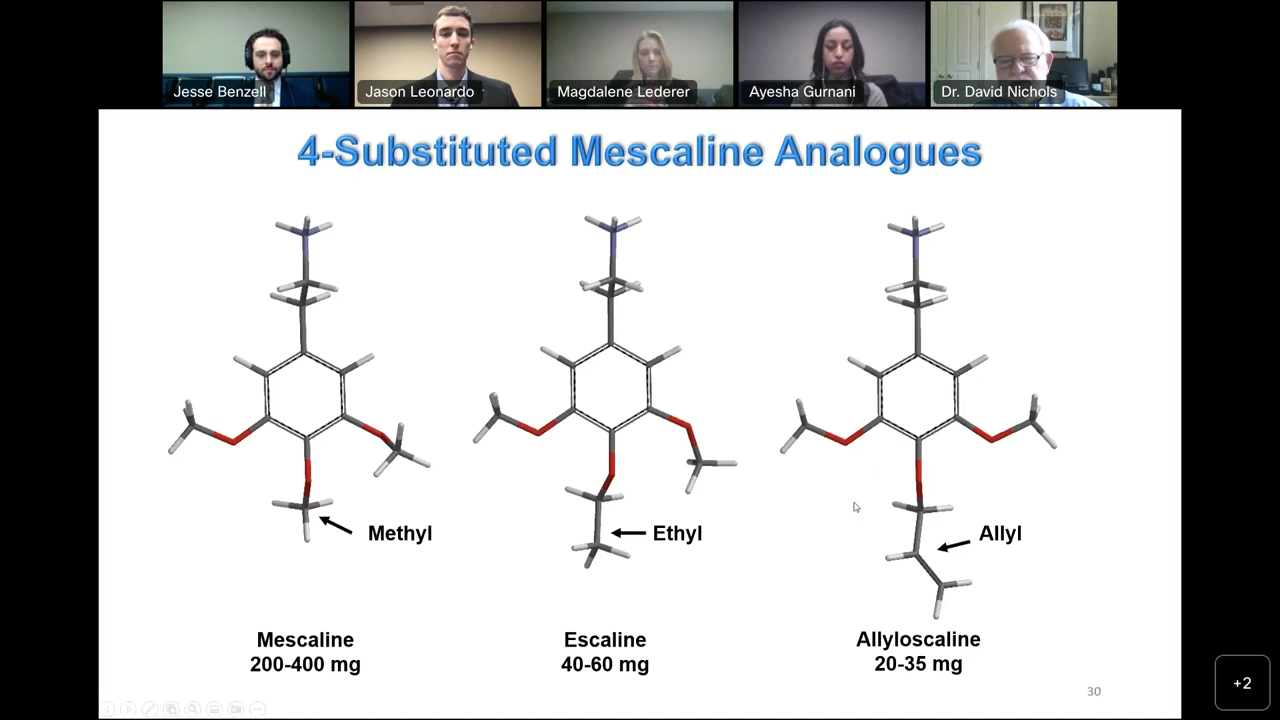 Jesse Benzell
Jason Leonardo
Magdalene Lederer
Ayesha Gurnani
Dr. David Nichols
4-Substituted Mescaline Analogues
Methyl
Ethyl
Allyl
Mescaline
200-400 mg
Escaline
40-60 mg
Allyloscaline
20-35 mg
30
+2